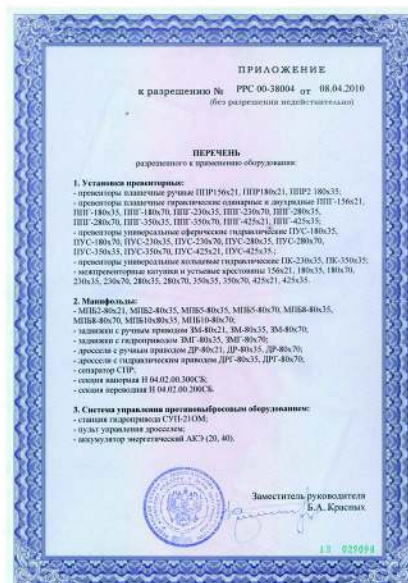 ПРИЛОЖЕНИЕ
к разрешению № РРС 00-38004 от 08.04.2010
(без разрешения недействительно)
ПЕРЕЧЕНЬ
разрешенного к применению оборудования:
1. Установки превенторные:
- превенторы плашечные ручные ППР156х21, ППР180х21, ППР2 180х35;
- превенторы плашечные гидравлические одинарные и двухрядные ППГ-156х21,
ППГ-180х35, ППГ-180х70, ППГ-230х35, ППГ-230х70, ППГ-280х35,
ППГ-280х70, ППГ-350х35, ППГ-350х70, ППГ-425х21, ППГ-425х35;
- превенторы универсальные сферические гидравлические ПУС-180х35,
ПУС-180х70, ПУС-230х35, ПУС-230х70, ПУС-280х35, ПУС-280х70,
ПУС-350х35, ПУС-350х70, ПУС-425х21, ПУС-425х35.;
- превенторы универсальные кольцевые гидравлические ПК-230х35, ПК-350х35;
- межпревенторные катушки и устьевые крестовины 156х21, 180х35, 180х70,
230х35, 230х70, 280х35, 280х70, 350х35, 350х70, 425х21, 425х35.
2. Манифольды:
- МПБ2-80х21, МПБ2-80х35, МПБ5-80х35, МПБ5-80х70, МПБ8-80х35,
МПБ8-80х70, МПБ10-80х35, МПБ10-80х70;
- задвижки с ручным приводом ЗМ-80х21, ЗМ-80х35, ЗМ-80х70;
- задвижки с гидроприводом ЗМГ-80х35, ЗМГ-80х70;
- дроссели с ручным приводом ДР-80х21, ДР-80х35, ДР-80х70;
- дроссели с гидравлическим приводом ДРГ-80х35, ДРГ-80х70;
- сепаратор СПР;
- секция напорная Н 04.02.00.300СБ;
- секция переводная Н 04.02.00.200СБ.
3. Система управления противовыбросовым оборудованием:
- станция гидропривода СУП-21ОМ;
- пульт управления дросселем;
- аккумулятор энергетический АКЭ (20, 40).
Заместитель руководителя
Б.А. Красных
АВ 029094